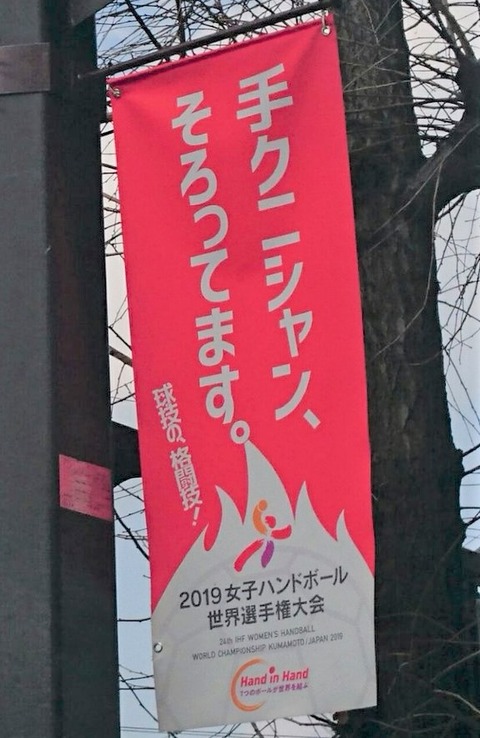 手クニシャン、
そろってます。
球技の、格闘技!
2019女子ハンドボール
世界選手権大会
24th IHF WOMEN'S HANDBALL
WORLD CHAMPIONSHIP KUMAMOTO/JAPAN 2019
Hand in Hand
1つのボールが世界を結ぶ